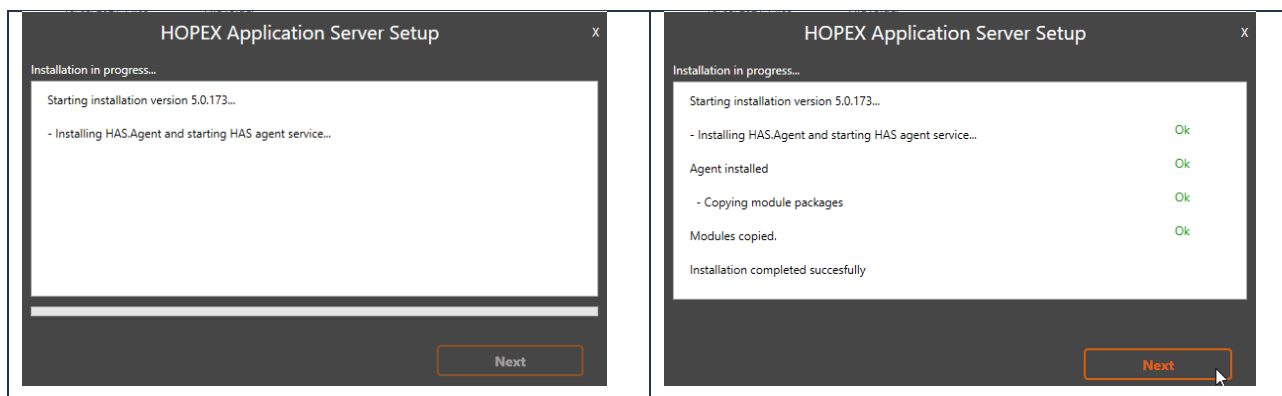 HOPEX Application Server Setup
x
Installation in progress...
Starting installation version 5.0.173...
- Installing HAS.Agent and starting HAS agent service...
Next
HOPEX Application Server Setup
x
Installation in progress...
Starting installation version 5.0.173...
- Installing HAS.Agent and starting HAS agent service... Ok
Agent installed Ok
- Copying module packages Ok
Modules copied. Ok
Installation completed succesfully
Next